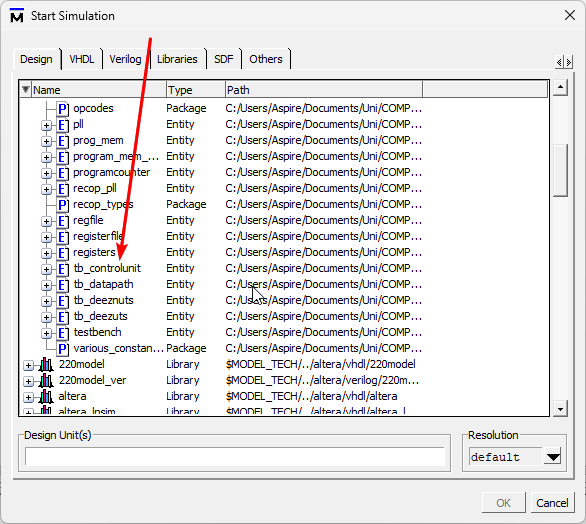 Start Simulation
Design VHDL Verilog Libraries SDF Others
Name Type Path
opcodes Package C:/Users/Aspire/Documents/Uni/COMP...
pll Entity C:/Users/Aspire/Documents/Uni/COMP...
prog_mem Entity C:/Users/Aspire/Documents/Uni/COMP...
program_mem_... Entity C:/Users/Aspire/Documents/Uni/COMP...
programcounter Entity C:/Users/Aspire/Documents/Uni/COMP...
recop_pll Entity C:/Users/Aspire/Documents/Uni/COMP...
recop_types Package C:/Users/Aspire/Documents/Uni/COMP...
regfile Entity C:/Users/Aspire/Documents/Uni/COMP...
registerfile Entity C:/Users/Aspire/Documents/Uni/COMP...
registers Entity C:/Users/Aspire/Documents/Uni/COMP...
tb_controlunit Entity C:/Users/Aspire/Documents/Uni/COMP...
tb_datapath Entity C:/Users/Aspire/Documents/Uni/COMP...
tb_deeznuts Entity C:/Users/Aspire/Documents/Uni/COMP...
tb_deezuts Entity C:/Users/Aspire/Documents/Uni/COMP...
testbench Entity C:/Users/Aspire/Documents/Uni/COMP...
various_constan... Package C:/Users/Aspire/Documents/Uni/COMP...
220model Library $MODEL_TECH/../altera/vhdl/220model
220model_ver Library $MODEL_TECH/../altera/verilog/220m...
altera Library $MODEL_TECH/../altera/vhdl/altera
altera_lnsim Library $MODEL_TECH/../altera/vhdl/altera_l...
Design Unit(s) Resolution
default
OK Cancel